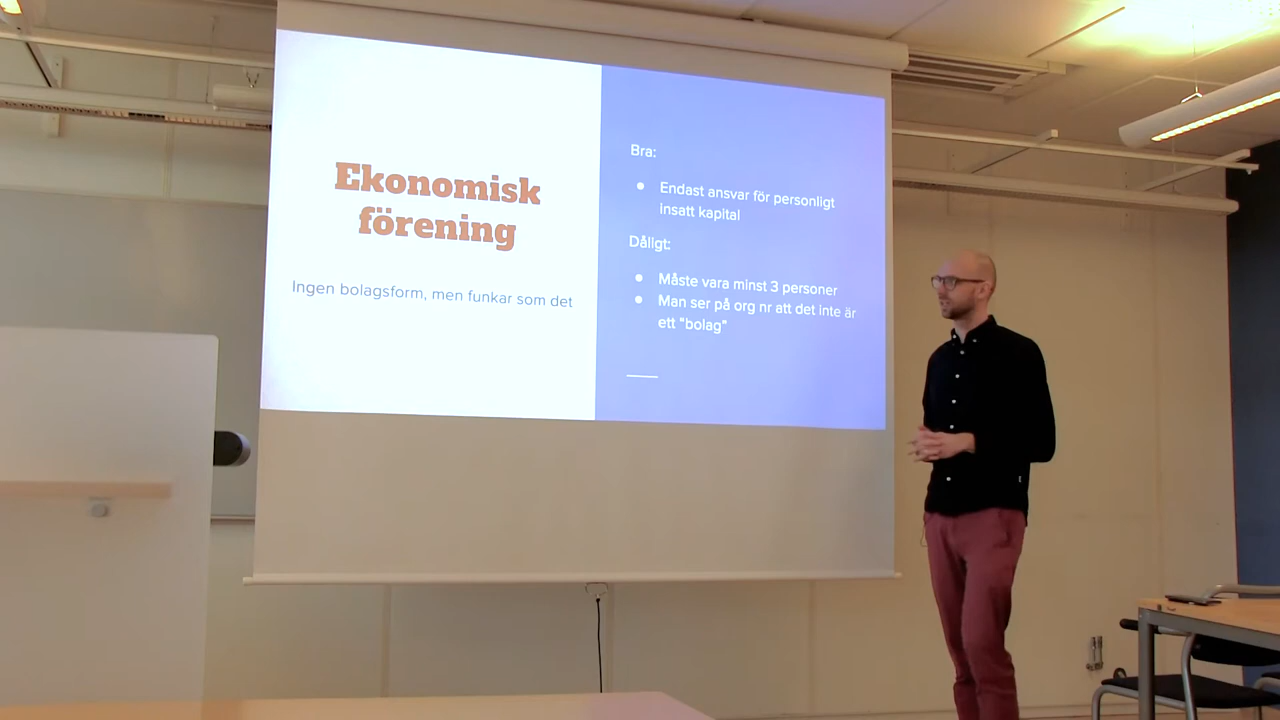 Ekonomisk
förening
Ingen bolagsform, men funkar som det
Bra:
● Endast ansvar för personligt
insatt kapital
Dåligt:
● Måste vara minst 3 personer
● Man ser på org nr att det inte är
ett "bolag"